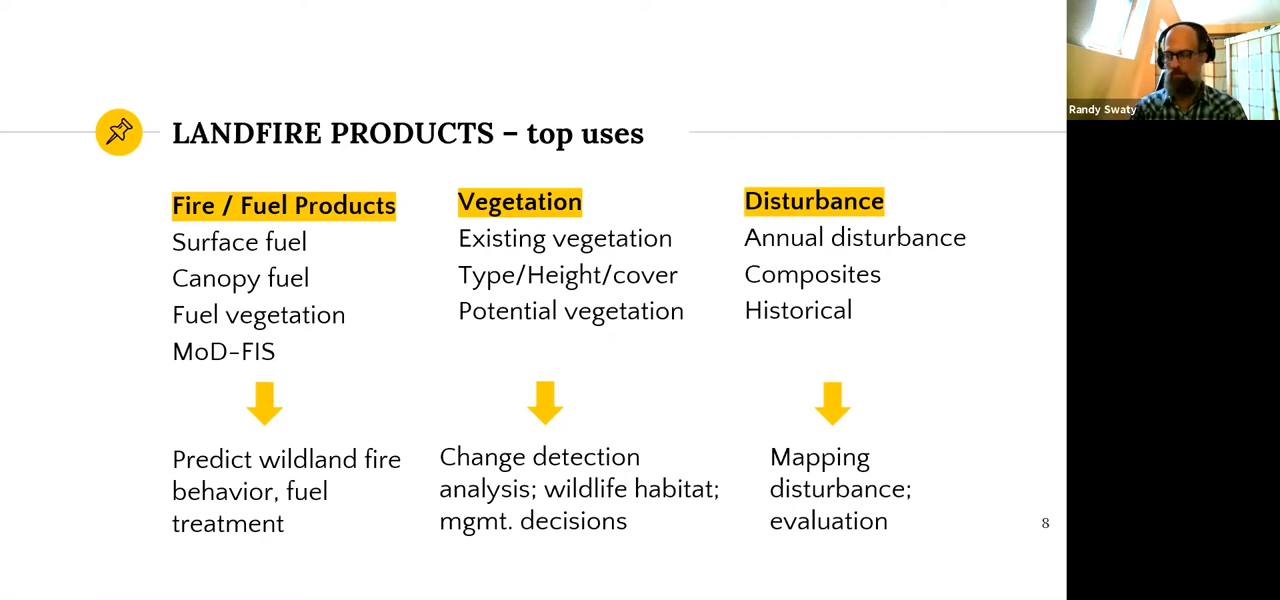 LANDFIRE PRODUCTS – top uses
Fire / Fuel Products
Surface fuel
Canopy fuel
Fuel vegetation
MoD-FIS
Predict wildland fire
behavior, fuel
treatment
Vegetation
Existing vegetation
Type/Height/cover
Potential vegetation
Change detection
analysis; wildlife habitat;
mgmt. decisions
Disturbance
Annual disturbance
Composites
Historical
Mapping
disturbance;
evaluation
8
Randy Swaty